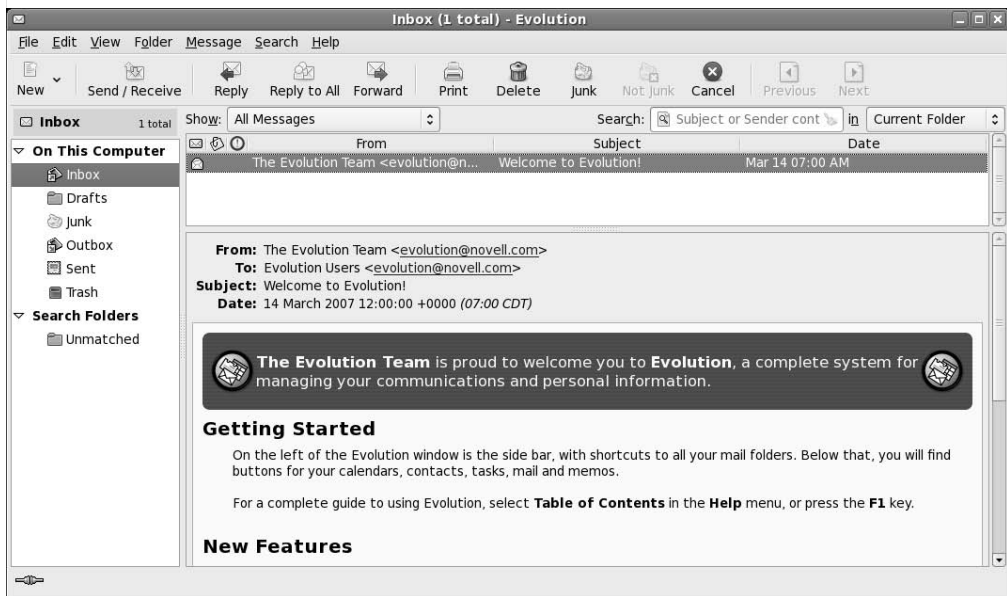 Inbox (1 total) - Evolution
File Edit View Folder Message Search Help
New Send / Receive Reply Reply to All Forward Print Delete Junk Not Junk Cancel Previous Next
Inbox 1 total Show: All Messages Search: Subject or Sender cont in Current Folder
On This Computer
Inbox
Drafts
Junk
Outbox
Sent
Trash
Search Folders
Unmatched
From Subject Date
The Evolution Team <evolution@n... Welcome to Evolution! Mar 14 07:00 AM
From: The Evolution Team <evolution@novell.com>
To: Evolution Users <evolution@novell.com>
Subject: Welcome to Evolution!
Date: 14 March 2007 12:00:00 +0000 (07:00 CDT)
The Evolution Team is proud to welcome you to Evolution, a complete system for
managing your communications and personal information.
Getting Started
On the left of the Evolution window is the side bar, with shortcuts to all your mail folders. Below that, you will find
buttons for your calendars, contacts, tasks, mail and memos.
For a complete guide to using Evolution, select Table of Contents in the Help menu, or press the F1 key.
New Features